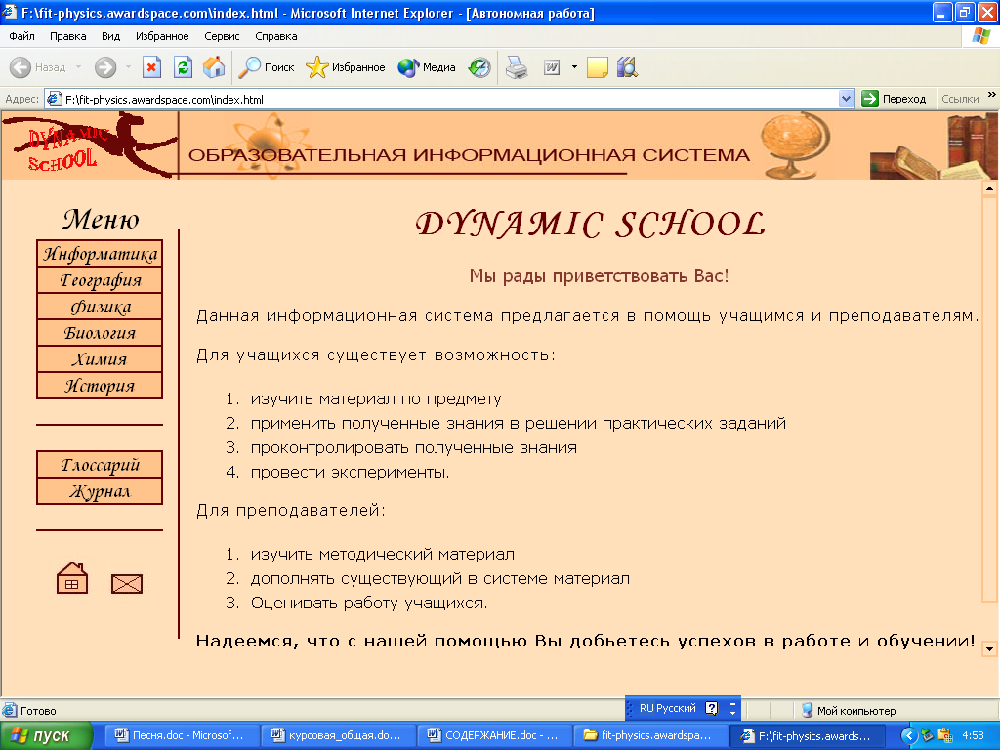 F:\fit-physics.awardspace.com\index.html - Microsoft Internet Explorer - [Автономная работа]
Файл Правка Вид Избранное Сервис Справка
Назад Поиск Избранное Медиа
Адрес: F:\fit-physics.awardspace.com\index.html Переход Ссылки »
DYNAMIC
SCHOOL
ОБРАЗОВАТЕЛЬНАЯ ИНФОРМАЦИОННАЯ СИСТЕМА
Меню
Информатика
География
Физика
Биология
Химия
История
Глоссарий
Журнал
DYNAMIC SCHOOL
Мы рады приветствовать Вас!
Данная информационная система предлагается в помощь учащимся и преподавателям.
Для учащихся существует возможность:
1. изучить материал по предмету
2. применить полученные знания в решении практических заданий
3. проконтролировать полученные знания
4. провести эксперименты.
Для преподавателей:
1. изучить методический материал
2. дополнять существующий в системе материал
3. Оценивать работу учащихся.
Надеемся, что с нашей помощью Вы добьетесь успехов в работе и обучении!
Готово RU Русский Мой компьютер
пуск Песня.doc - Microsof... курсовая_общая.do... СОДЕРЖАНИЕ.doc - ... fit-physics.awardspa... F:\fit-physics.awards... 4:58